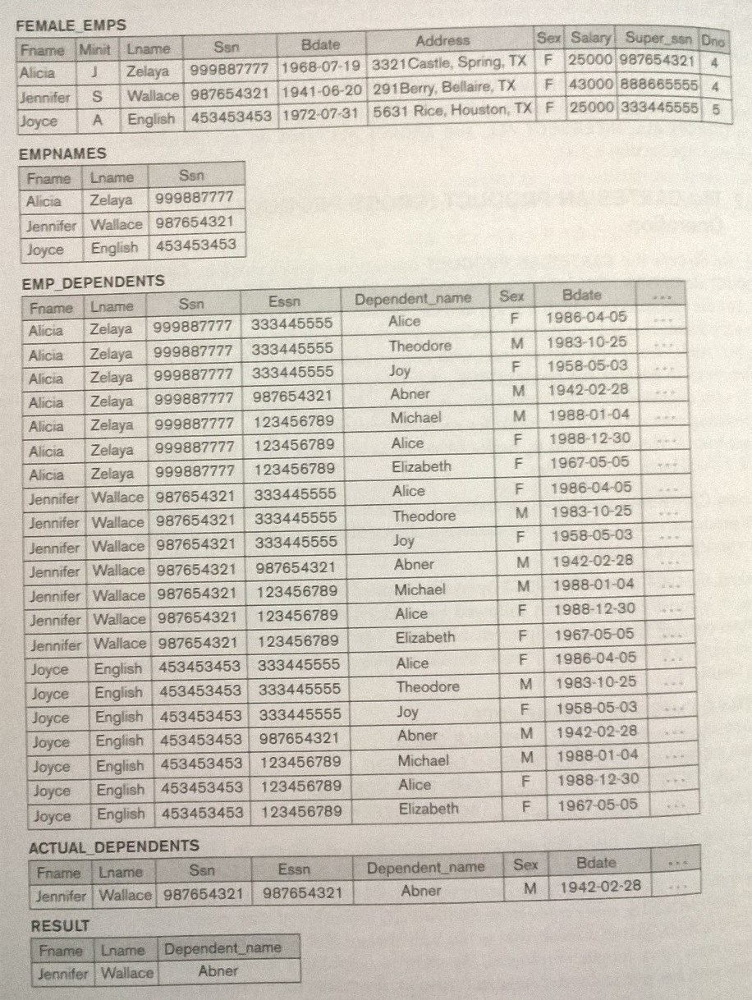 FEMALE_EMPS
Fname Minit Lname Ssn Bdate Address Sex Salary Super_ssn Dno
Alicia J Zelaya 999887777 1968-07-19 3321Castle, Spring, TX F 25000 987654321 4
Jennifer S Wallace 987654321 1941-06-20 291Berry, Bellaire, TX F 43000 888665555 4
Joyce A English 453453453 1972-07-31 5631 Rice, Houston, TX F 25000 333445555 5
EMPNAMES
Fname Lname Ssn
Alicia Zelaya 999887777
Jennifer Wallace 987654321
Joyce English 453453453
EMP_DEPENDENTS
Fname Lname Ssn Essn Dependent_name Sex Bdate ...
Alicia Zelaya 999887777 333445555 Alice F 1986-04-05 ...
Alicia Zelaya 999887777 333445555 Theodore M 1983-10-25 ...
Alicia Zelaya 999887777 333445555 Joy F 1958-05-03 ...
Alicia Zelaya 999887777 987654321 Abner M 1942-02-28 ...
Alicia Zelaya 999887777 123456789 Michael M 1988-01-04 ...
Alicia Zelaya 999887777 123456789 Alice F 1988-12-30 ...
Alicia Zelaya 999887777 123456789 Elizabeth F 1967-05-05 ...
Jennifer Wallace 987654321 333445555 Alice F 1986-04-05 ...
Jennifer Wallace 987654321 333445555 Theodore M 1983-10-25 ...
Jennifer Wallace 987654321 333445555 Joy F 1958-05-03 ...
Jennifer Wallace 987654321 987654321 Abner M 1942-02-28 ...
Jennifer Wallace 987654321 123456789 Michael M 1988-01-04 ...
Jennifer Wallace 987654321 123456789 Alice F 1988-12-30 ...
Jennifer Wallace 987654321 123456789 Elizabeth F 1967-05-05 ...
Joyce English 453453453 333445555 Alice F 1986-04-05 ...
Joyce English 453453453 333445555 Theodore M 1983-10-25 ...
Joyce English 453453453 333445555 Joy F 1958-05-03 ...
Joyce English 453453453 987654321 Abner M 1942-02-28 ...
Joyce English 453453453 123456789 Michael M 1988-01-04 ...
Joyce English 453453453 123456789 Alice F 1988-12-30 ...
Joyce English 453453453 123456789 Elizabeth F 1967-05-05 ...
ACTUAL_DEPENDENTS
Fname Lname Ssn Essn Dependent_name Sex Bdate ...
Jennifer Wallace 987654321 987654321 Abner M 1942-02-28 ...
RESULT
Fname Lname Dependent_name
Jennifer Wallace Abner